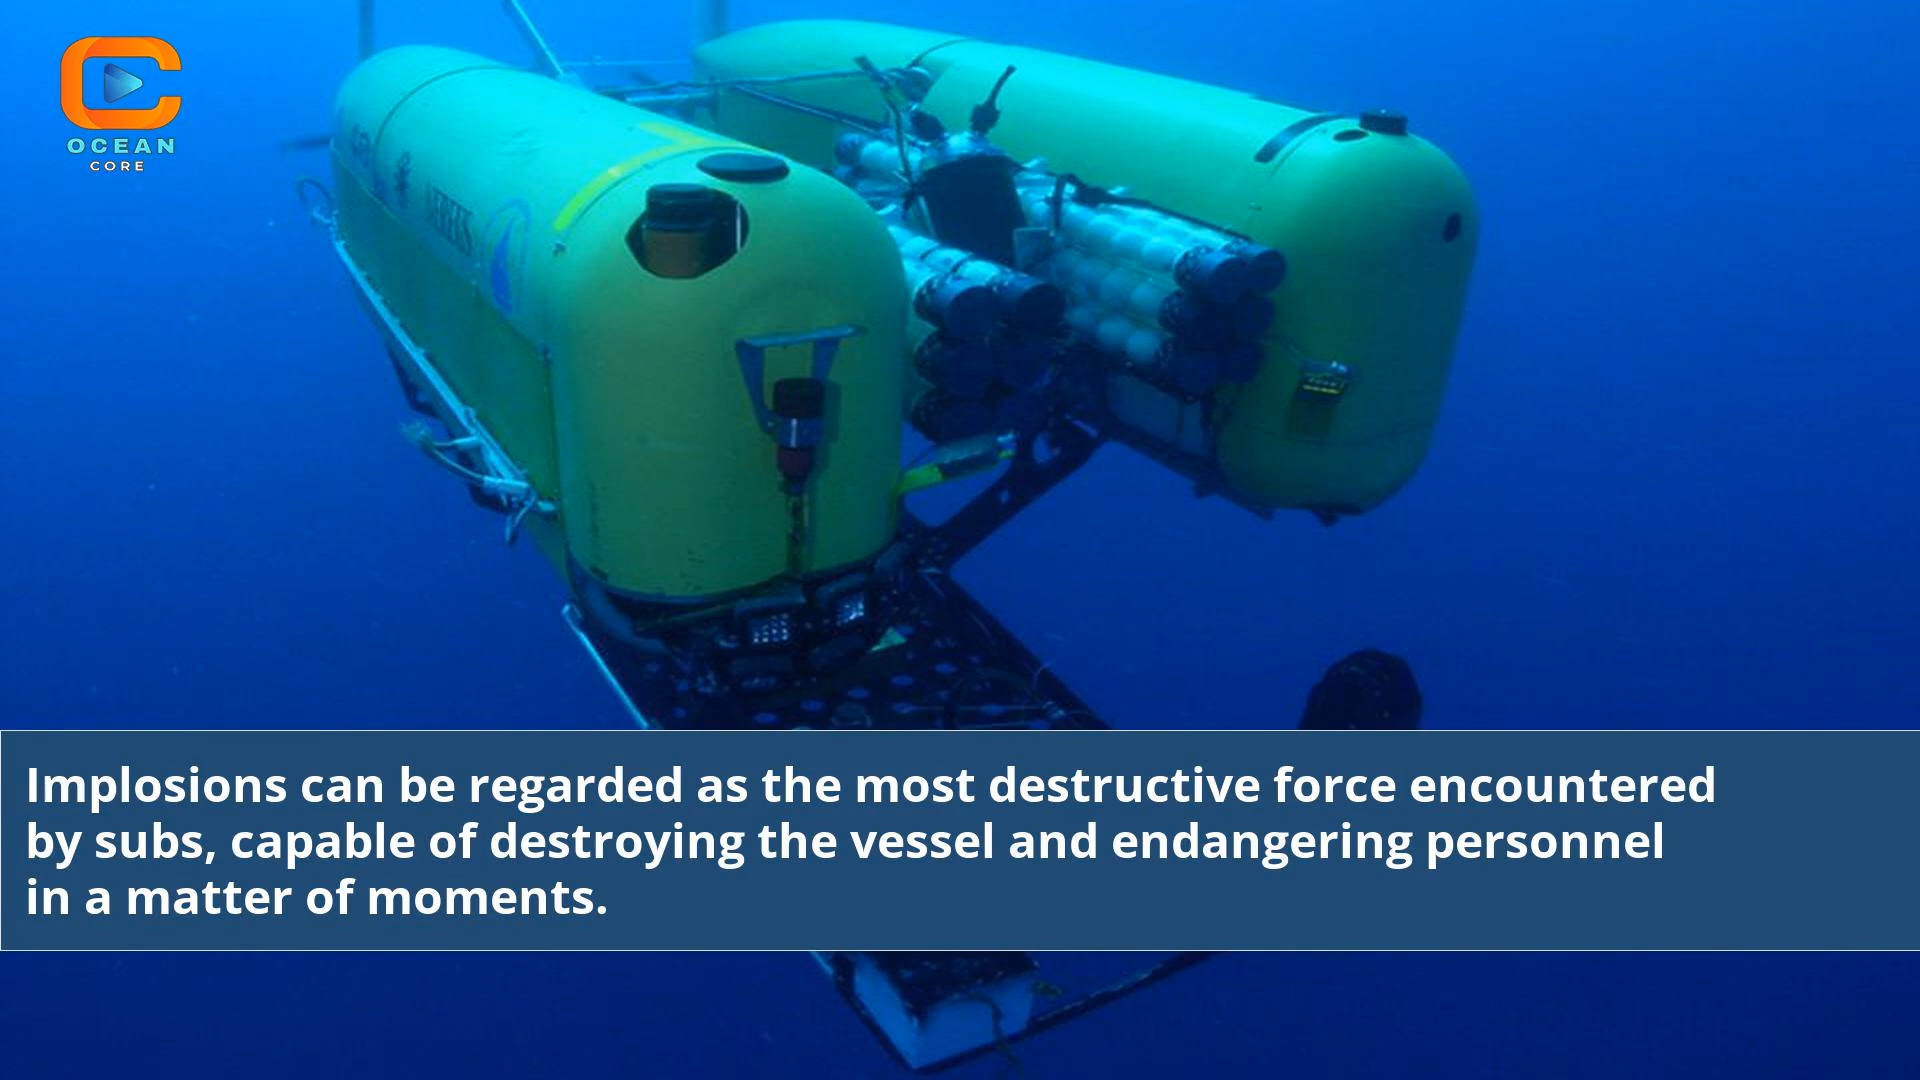 OCEAN
CORE
NEREUS
Implosions can be regarded as the most destructive force encountered
by subs, capable of destroying the vessel and endangering personnel
in a matter of moments.